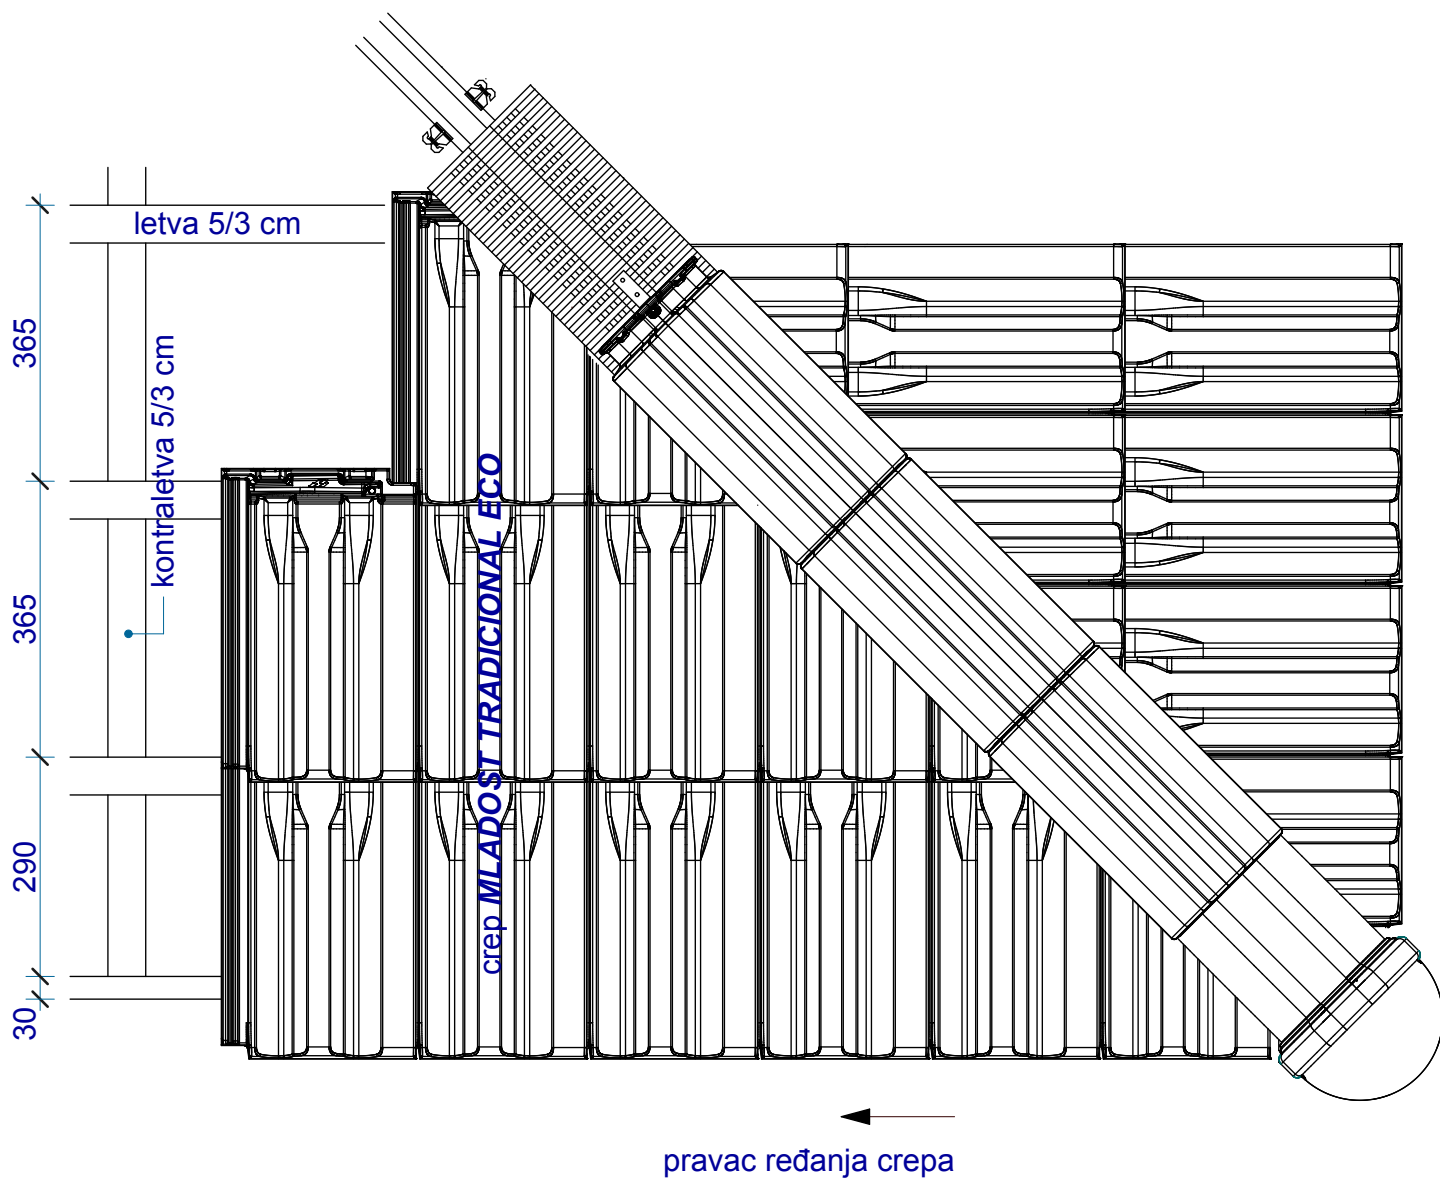 letva 5/3 cm
365
kontraletva 5/3 cm
365
crep MLADOST TRADICIONAL ECO
290
30
pravac ređanja crepa